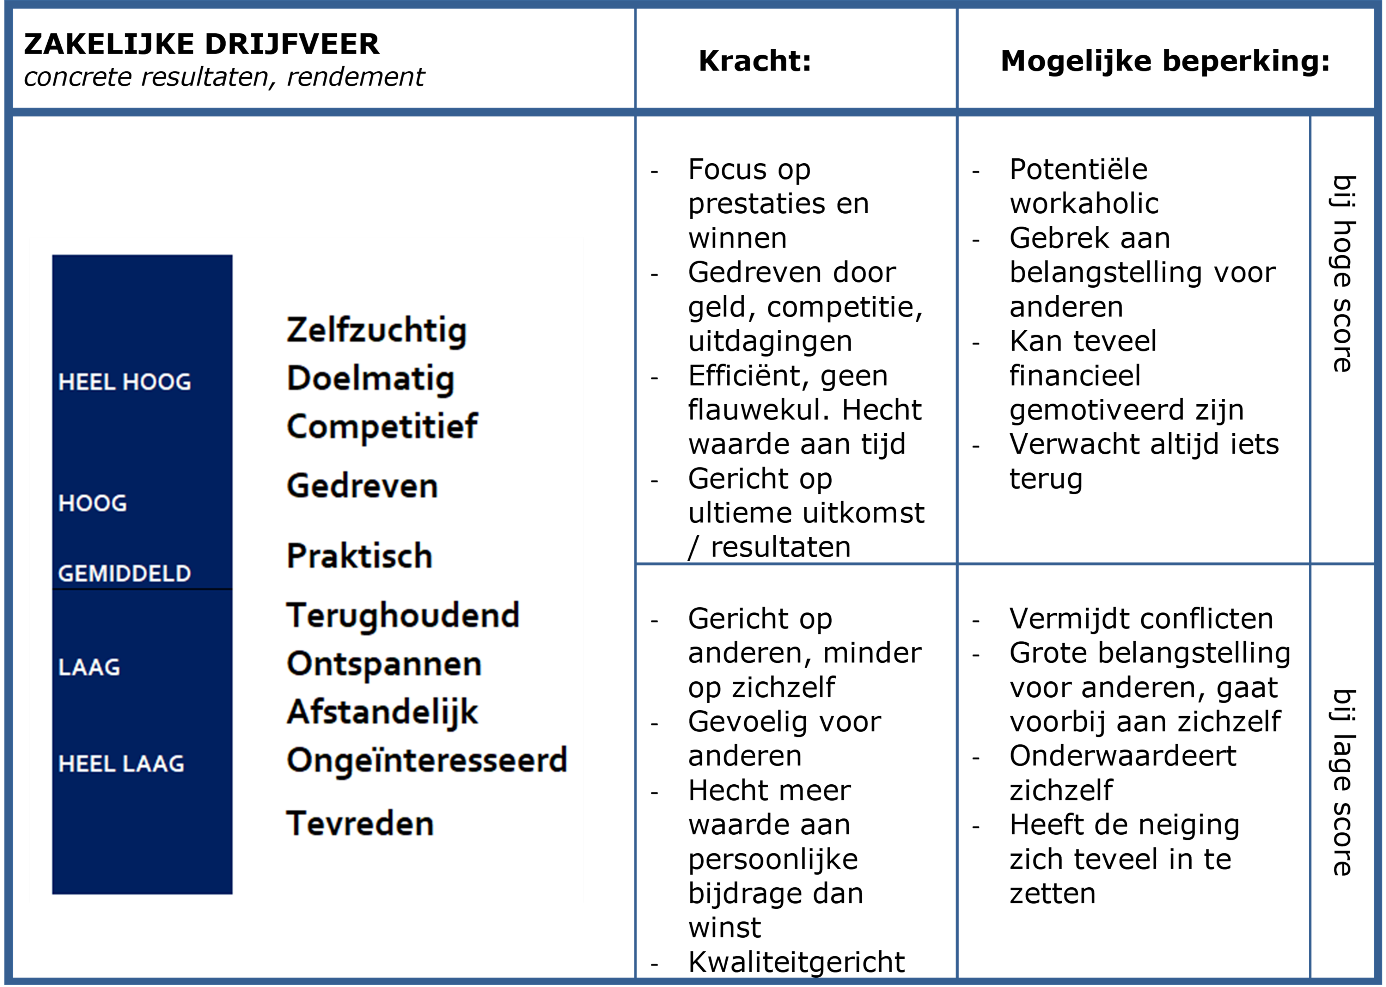 ZAKELIJKE DRIJFVEER
concrete resultaten, rendement
Kracht:
Mogelijke beperking:
HEEL HOOG
HOOG
GEMIDDELD
LAAG
HEEL LAAG
Zelfzuchtig
Doelmatig
Competitief
Gedreven
Praktisch
Terughoudend
Ontspannen
Afstandelijk
Ongeïnteresseerd
Tevreden
- Focus op
prestaties en
winnen
- Gedreven door
geld, competitie,
uitdagingen
- Efficiënt, geen
flauwekul. Hecht
waarde aan tijd
- Gericht op
ultieme uitkomst
/ resultaten
- Potentiële
workaholic
- Gebrek aan
belangstelling voor
anderen
- Kan teveel
financieel
gemotiveerd zijn
- Verwacht altijd iets
terug
bij hoge score
- Gericht op
anderen, minder
op zichzelf
- Gevoelig voor
anderen
- Hecht meer
waarde aan
persoonlijke
bijdrage dan
winst
- Kwaliteitgericht
- Vermijdt conflicten
- Grote belangstelling
voor anderen, gaat
voorbij aan zichzelf
- Onderwaardeert
zichzelf
- Heeft de neiging
zich teveel in te
zetten
bij lage score